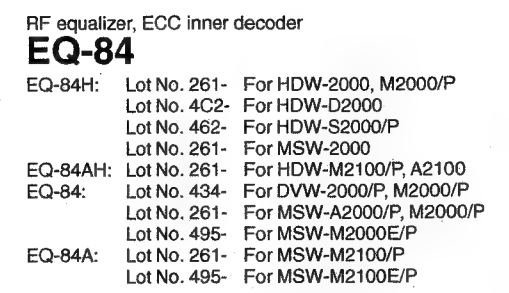 RF equalizer, ECC inner decoder
EQ-84
EQ-84H: Lot No. 261- For HDW-2000, M2000/P
Lot No. 4C2- For HDW-D2000
Lot No. 462- For HDW-S2000/P
Lot No. 261- For MSW-2000
EQ-84AH: Lot No. 261- For HDW-M2100/P, A2100
EQ-84: Lot No. 434- For DVW-2000/P, M2000/P
Lot No. 261- For MSW-A2000/P, M2000/P
Lot No. 495- For MSW-M2000E/P
EQ-84A: Lot No. 261- For MSW-M2100/P
Lot No. 495- For MSW-M2100E/P